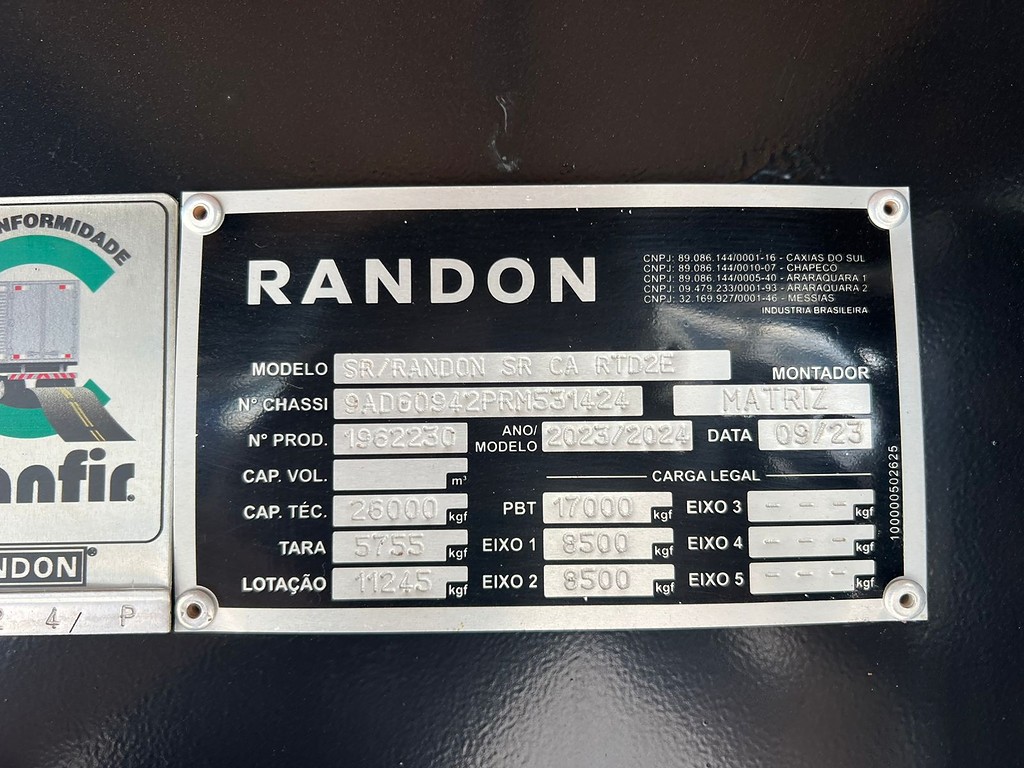 NFORMIDADE
anfir.
NDON®
4/ P
RANDON
CNPJ: 89.086.144/0001-16 - CAXIAS DO SUL
CNPJ: 89.086.144/0010-07 - CHAPECO
CNPJ: 89.086.144/0005-40 - ARARAQUARA 1
CNPJ: 09.479.233/0001-93 - ARARAQUARA 2
CNPJ: 32.169.927/0001-46 - MESSIAS
INDUSTRIA BRASILEIRA
MODELO SR/RANDON SR CA RTD2E
MONTADOR
Nº CHASSI 9AD60942PRM531424 MATRIZ
Nº PROD. 1962230 ANO/MODELO 2023/2024 DATA 09/23
CAP. VOL. m³ CARGA LEGAL
CAP. TÉC. 26000 kgf PBT 17000 kgf EIXO 3 - - - kgf
TARA 5755 kgf EIXO 1 8500 kgf EIXO 4 - - - kgf
LOTAÇÃO 11245 kgf EIXO 2 8500 kgf EIXO 5 - - - kgf
100000502625